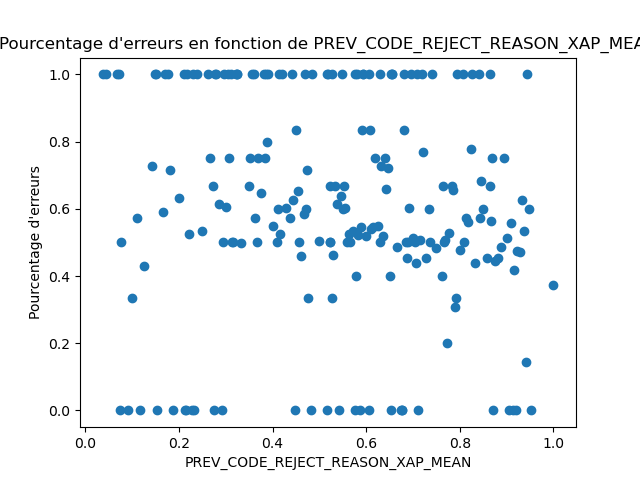 Pourcentage d'erreurs en fonction de PREV_CODE_REJECT_REASON_XAP_MEA
1.0
0.8
0.6
0.4
0.2
0.0
Pourcentage d'erreurs
0.0 0.2 0.4 0.6 0.8 1.0
PREV_CODE_REJECT_REASON_XAP_MEAN